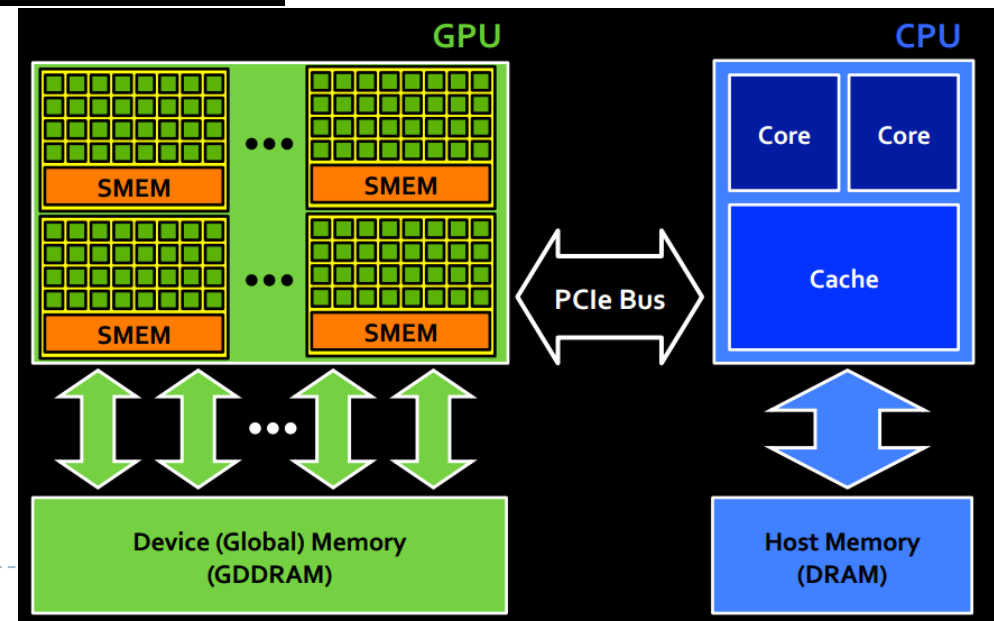 GPU
CPU
SMEM
SMEM
SMEM
SMEM
Core
Core
Cache
PCIe Bus
Device (Global) Memory
(GDDRAM)
Host Memory
(DRAM)